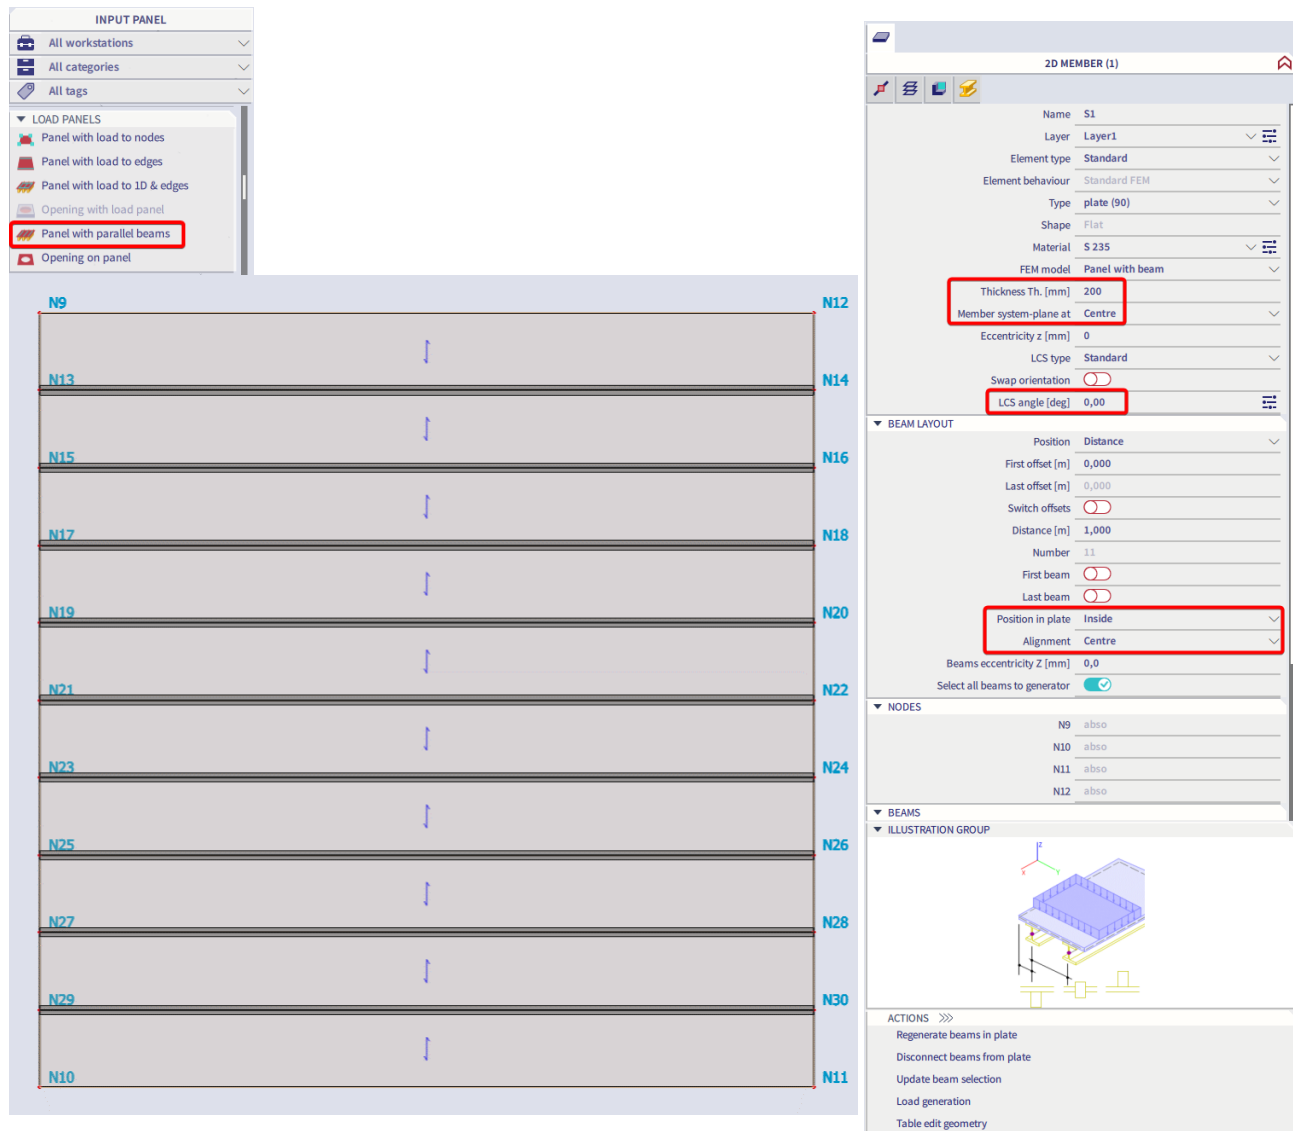 INPUT PANEL
All workstations
All categories
All tags
LOAD PANELS
Panel with load to nodes
Panel with load to edges
Panel with load to 1D & edges
Opening with load panel
Panel with parallel beams
Opening on panel
N9 N12
N13 N14
N15 N16
N17 N18
N19 N20
N21 N22
N23 N24
N25 N26
N27 N28
N29 N30
N10 N11
2D MEMBER (1)
Name S1
Layer Layer1
Element type Standard
Element behaviour Standard FEM
Type plate (90)
Shape Flat
Material S 235
FEM model Panel with beam
Thickness Th. [mm] 200
Member system-plane at Centre
Eccentricity z [mm] 0
LCS type Standard
Swap orientation
LCS angle [deg] 0,00
BEAM LAYOUT
Position Distance
First offset [m] 0,000
Last offset [m] 0,000
Switch offsets
Distance [m] 1,000
Number 11
First beam
Last beam
Position in plate Inside
Alignment Centre
Beams eccentricity Z [mm] 0,0
Select all beams to generator
NODES
N9 abso
N10 abso
N11 abso
N12 abso
BEAMS
ILLUSTRATION GROUP
Z
X Y
ACTIONS >>>
Regenerate beams in plate
Disconnect beams from plate
Update beam selection
Load generation
Table edit geometry